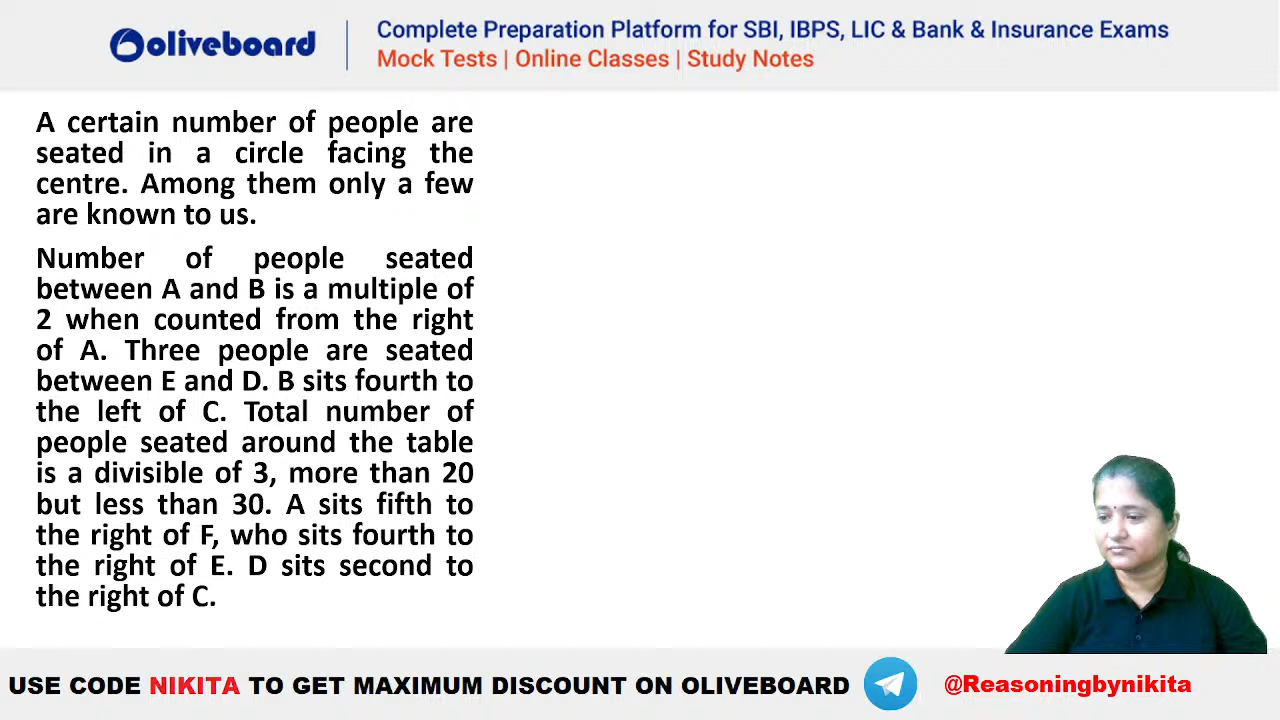 oliveboard
Complete Preparation Platform for SBI, IBPS, LIC & Bank & Insurance Exams
Mock Tests | Online Classes | Study Notes
A certain number of people are
seated in a circle facing the
centre. Among them only a few
are known to us.
Number of people seated
between A and B is a multiple of
2 when counted from the right
of A. Three people are seated
between E and D. B sits fourth to
the left of C. Total number of
people seated around the table
is a divisible of 3, more than 20
but less than 30. A sits fifth to
the right of F, who sits fourth to
the right of E. D sits second to
the right of C.
USE CODE NIKITA TO GET MAXIMUM DISCOUNT ON OLIVEBOARD
@Reasoningbynikita